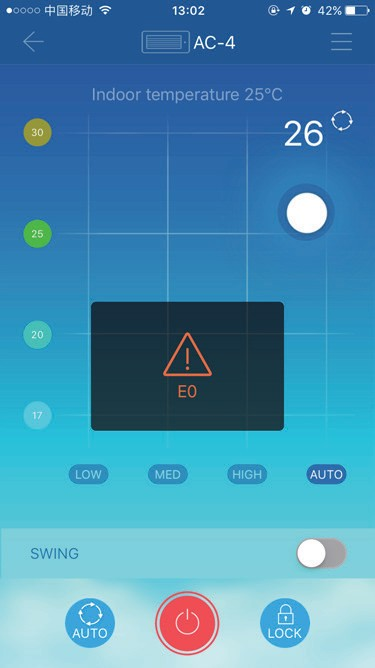 中国移动 13:02 42%
AC-4
Indoor temperature 25°C
30
26
25
20
E0
17
LOW MED HIGH AUTO
SWING
AUTO LOCK